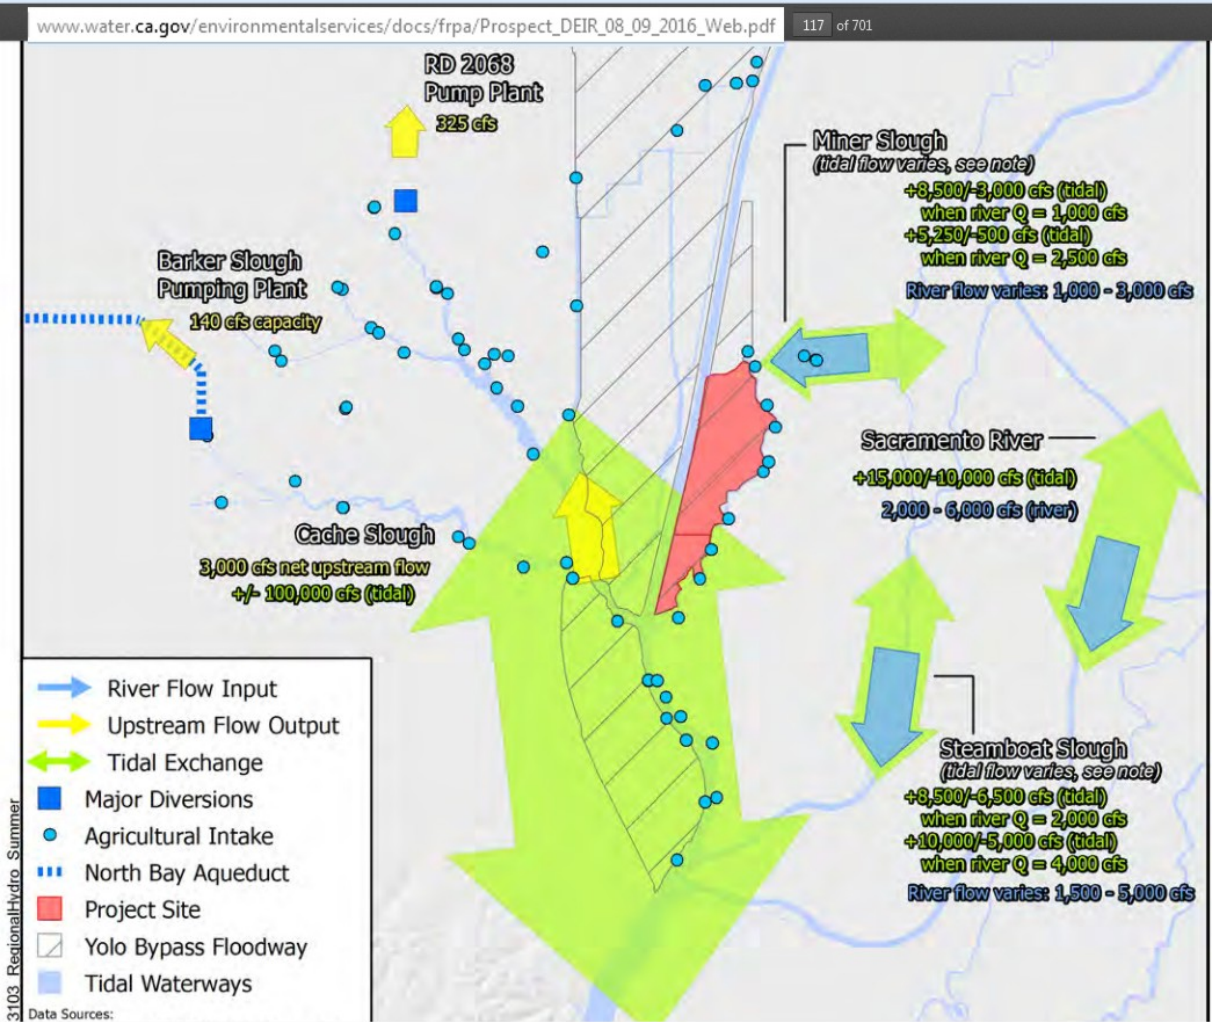 www.water.ca.gov/environmentalservices/docs/frpa/Prospect_DEIR_08_09_2016_Web.pdf 117 of 701
RD 2068
Pump Plant
325 cfs
Miner Slough
(tidal flow varies, see note)
+8,500/-3,000 cfs (tidal)
when river Q = 1,000 cfs
+5,250/-500 cfs (tidal)
when river Q = 2,500 cfs
River flow varies: 1,000 - 3,000 cfs
Barker Slough
Pumping Plant
140 cfs capacity
Sacramento River
+15,000/-10,000 cfs (tidal)
2,000 - 6,000 cfs (river)
Cache Slough
3,000 cfs net upstream flow
+/- 100,000 cfs (tidal)
Steamboat Slough
(tidal flow varies, see note)
+8,500/-6,500 cfs (tidal)
when river Q = 2,000 cfs
+10,000/-5,000 cfs (tidal)
when river Q = 4,000 cfs
River flow varies: 1,500 - 5,000 cfs
River Flow Input
Upstream Flow Output
Tidal Exchange
Major Diversions
Agricultural Intake
North Bay Aqueduct
Project Site
Yolo Bypass Floodway
Tidal Waterways
Data Sources:
3103 RegionalHydro Summer